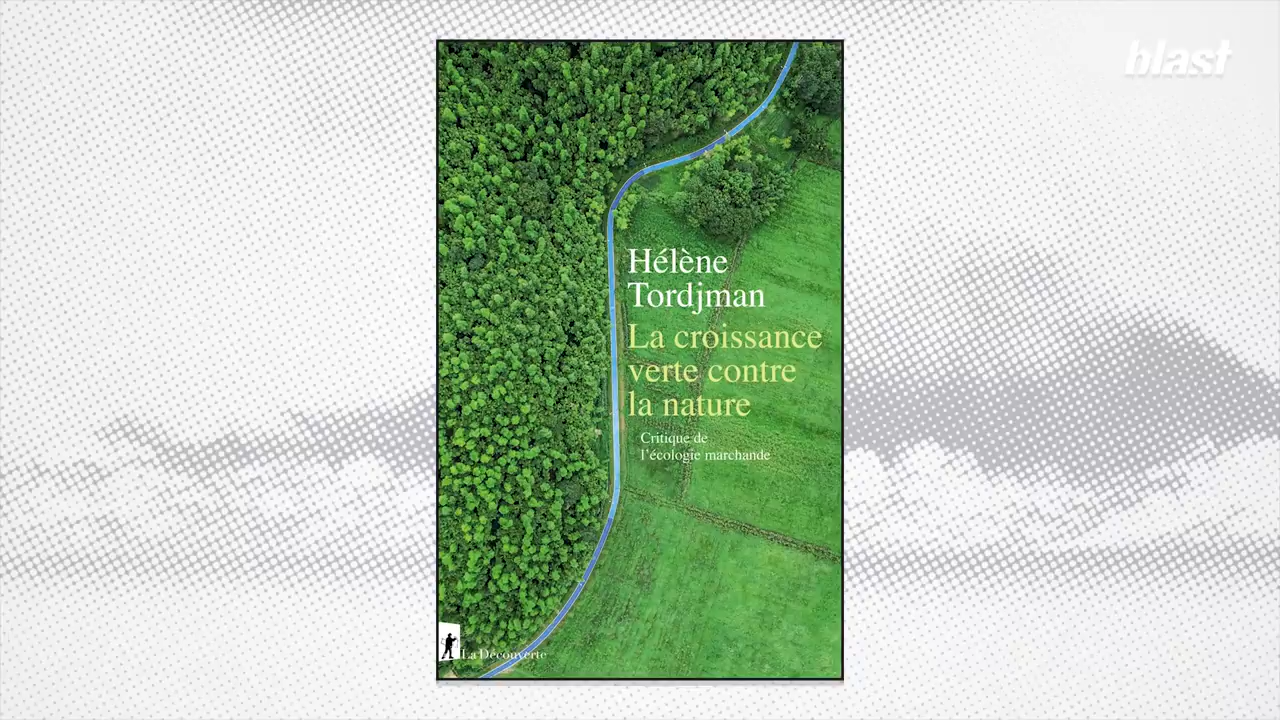 blast
Hélène
Tordjman
La croissance
verte contre
la nature
Critique de
l'écologie marchande
La Découverte